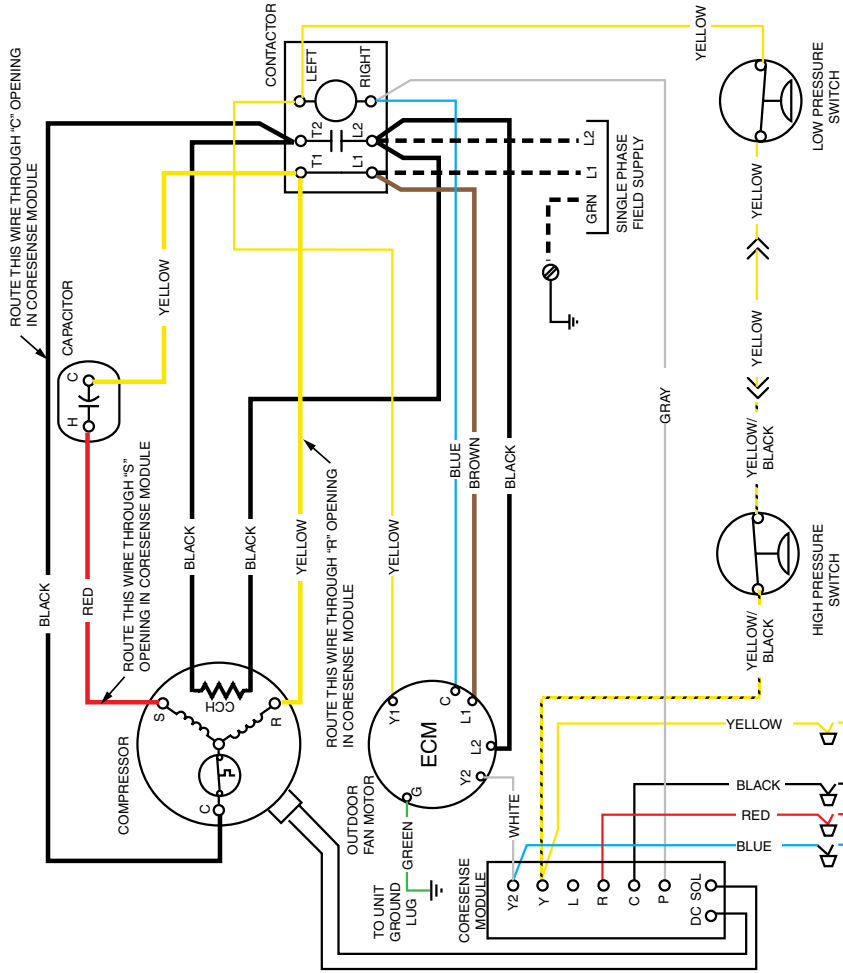 ROUTE THIS WIRE THROUGH "C" OPENING
IN CORESENSE MODULE
CAPACITOR
H
C
YELLOW
CONTACTOR
LEFT
RIGHT
T2
L2
T1
L1
YELLOW
BLACK
RED
ROUTE THIS WIRE THROUGH "S"
OPENING IN CORESENSE MODULE
BLACK
BLACK
YELLOW
ROUTE THIS WIRE THROUGH "R" OPENING
IN CORESENSE MODULE
YELLOW
BLUE
BROWN
BLACK
GRAY
L2
L1
GRN
SINGLE PHASE
FIELD SUPPLY
LOW PRESSURE
SWITCH
YELLOW
YELLOW
YELLOW/
BLACK
HIGH PRESSURE
SWITCH
YELLOW/
BLACK
COMPRESSOR
S
C
R
CCH
OUTDOOR
FAN MOTOR
ECM
Y1
C
L1
L2
Y2
G
GREEN
TO UNIT
GROUND
LUG
WHITE
CORESENSE
MODULE
Y2
Y
L
R
C
P
DC SOL
YELLOW
BLACK
RED
BLUE